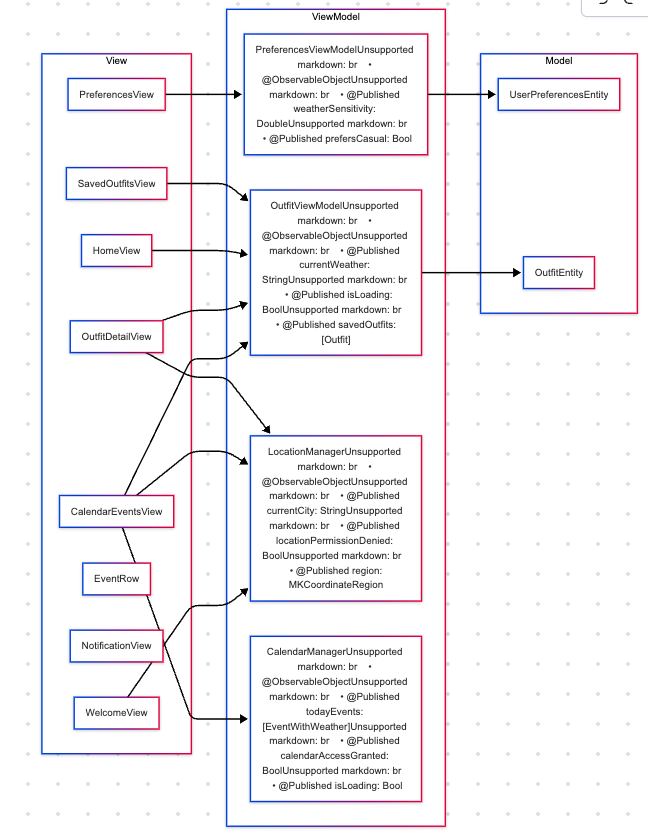 ViewModel
View
Model
PreferencesViewModelUnsupported
markdown: br • 
@ObservableObjectUnsupported
markdown: br • @Published
weatherSensitivity:
DoubleUnsupported markdown: br
• @Published prefersCasual: Bool
PreferencesView
UserPreferencesEntity
SavedOutfitsView
OutfitViewModelUnsupported
markdown: br •
@ObservableObjectUnsupported
markdown: br • @Published
currentWeather:
StringUnsupported markdown: br
• @Published isLoading:
BoolUnsupported markdown: br
• @Published savedOutfits:
[Outfit]
HomeView
OutfitEntity
OutfitDetailView
LocationManagerUnsupported
markdown: br •
@ObservableObjectUnsupported
markdown: br • @Published
currentCity: StringUnsupported
markdown: br • @Published
locationPermissionDenied:
BoolUnsupported markdown: br
• @Published region:
MKCoordinateRegion
CalendarEventsView
EventRow
NotificationView
WelcomeView
CalendarManagerUnsupported
markdown: br •
@ObservableObjectUnsupported
markdown: br • @Published
todayEvents:
[EventWithWeather]Unsupported
markdown: br • @Published
calendarAccessGranted:
BoolUnsupported markdown: br
• @Published isLoading: Bool